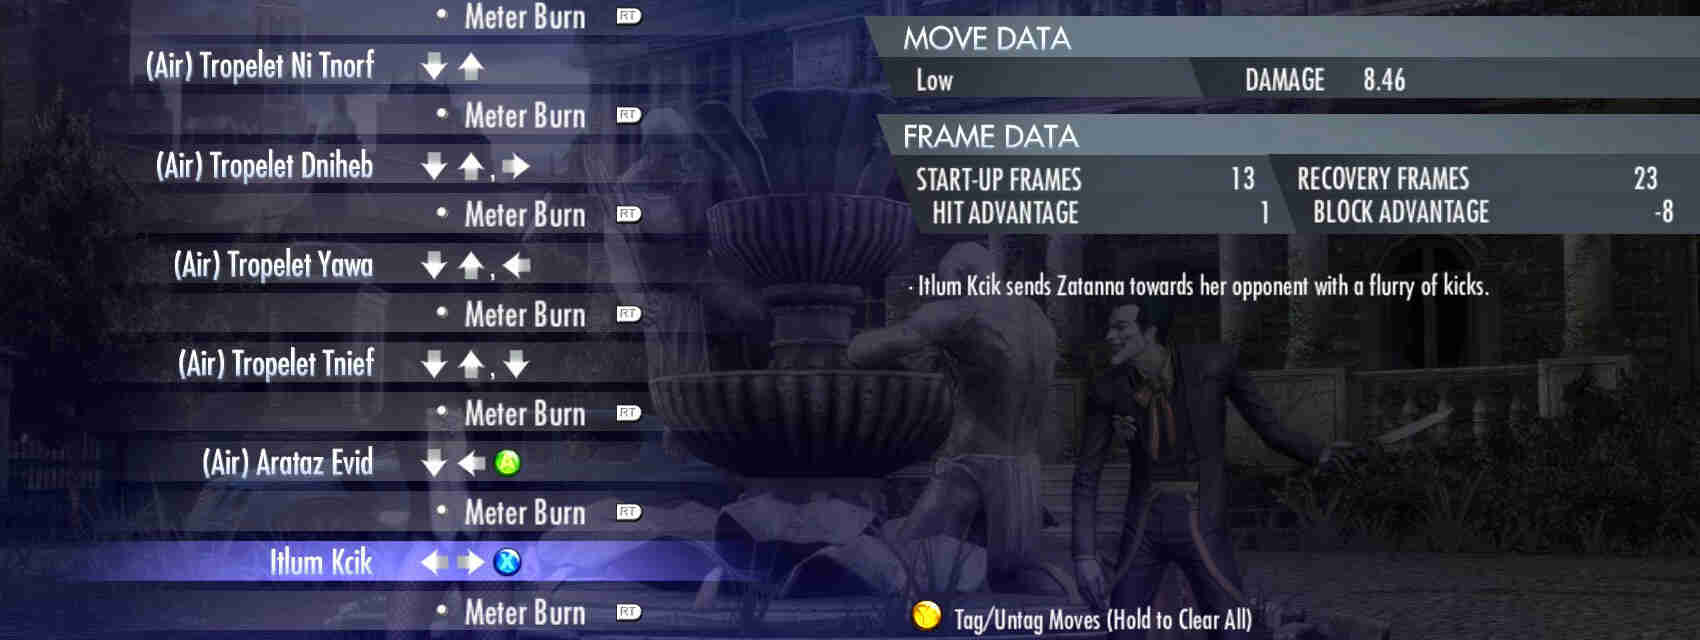 • Meter Burn RT
(Air) Tropelet Ni Tnorf
• Meter Burn RT
(Air) Tropelet Dniheb ,
• Meter Burn RT
(Air) Tropelet Yawa ,
• Meter Burn RT
(Air) Tropelet Tnief ,
• Meter Burn RT
(Air) Arataz Evid A
• Meter Burn RT
Itlum Kcik X
• Meter Burn RT
MOVE DATA
Low DAMAGE 8.46
FRAME DATA
START-UP FRAMES 13 RECOVERY FRAMES 23
HIT ADVANTAGE 1 BLOCK ADVANTAGE -8
· Itlum Kcik sends Zatanna towards her opponent with a flurry of kicks.
Y Tag/Untag Moves (Hold to Clear All)